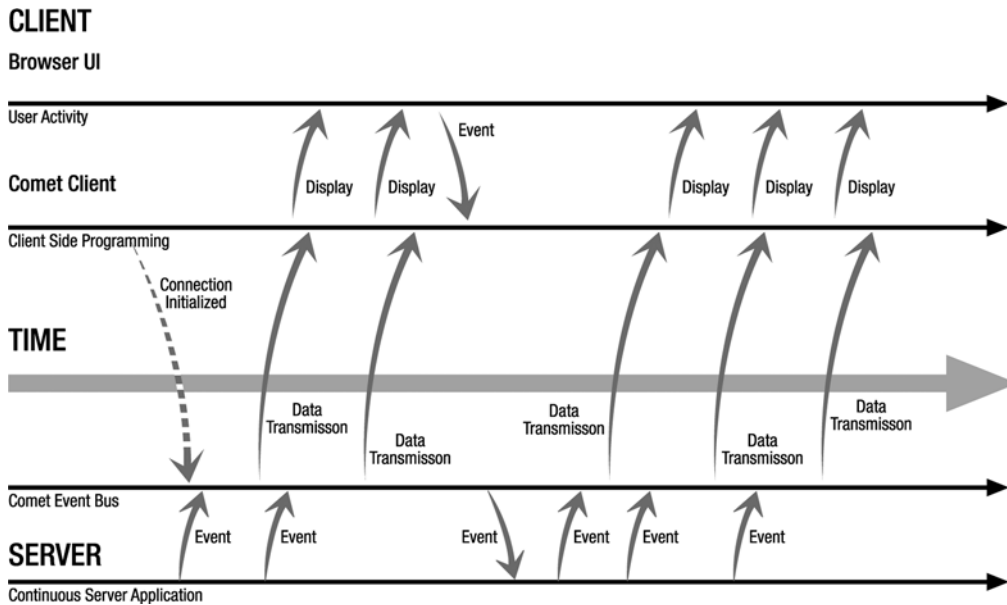 CLIENT
Browser UI
User Activity
Event
Comet Client
Display
Display
Display
Display
Display
Client Side Programming
Connection
Initialized
TIME
Data
Transmisson
Data
Transmisson
Data
Transmisson
Data
Transmisson
Data
Transmisson
Comet Event Bus
Event
Event
Event
Event
Event
Event
SERVER
Continuous Server Application